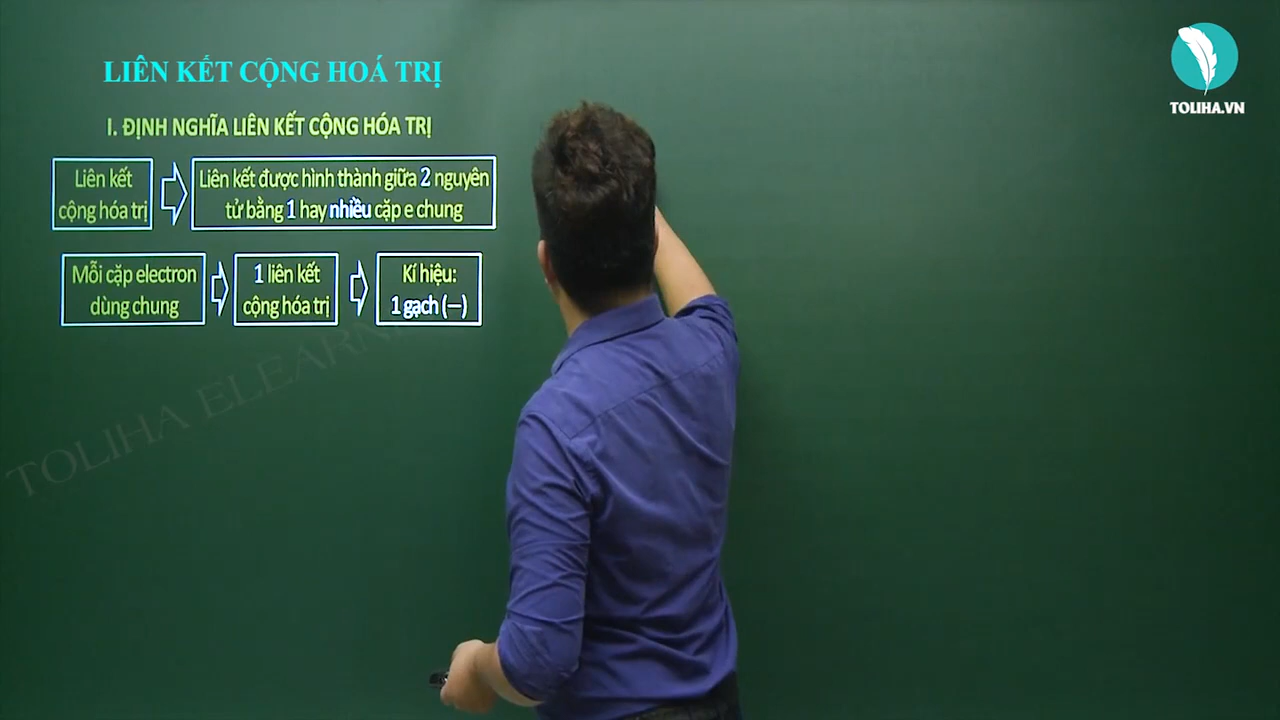 LIÊN KẾT CỘNG HOÁ TRỊ
I. ĐỊNH NGHĨA LIÊN KẾT CỘNG HÓA TRỊ
Liên kết
cộng hóa trị
Liên kết được hình thành giữa 2 nguyên
tử bằng 1 hay nhiều cặp e chung
Mỗi cặp electron
dùng chung
1 liên kết
cộng hóa trị
Kí hiệu:
1 gạch (—)
TOLIHA.VN
TOLIHA ELEARN